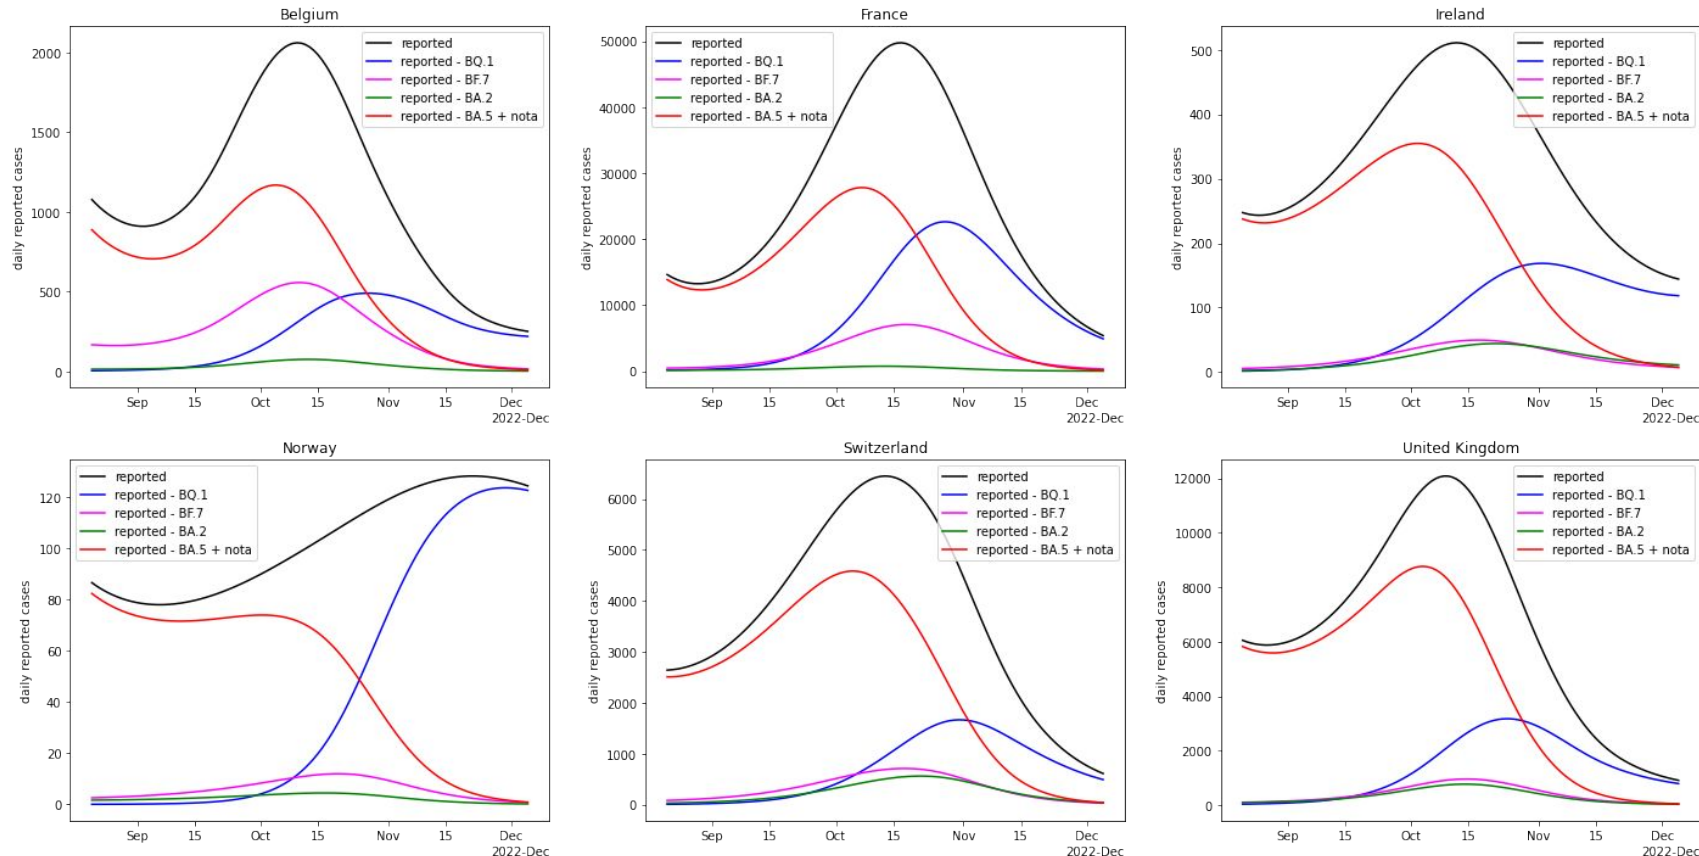 Belgium
daily reported cases
2000
1500
1000
500
0
reported
reported - BQ.1
reported - BF.7
reported - BA.2
reported - BA.5 + nota
Sep 15 Oct 15 Nov 15 Dec
2022-Dec
France
daily reported cases
50000
40000
30000
20000
10000
0
reported
reported - BQ.1
reported - BF.7
reported - BA.2
reported - BA.5 + nota
Sep 15 Oct 15 Nov 15 Dec
2022-Dec
Ireland
daily reported cases
500
400
300
200
100
0
reported
reported - BQ.1
reported - BF.7
reported - BA.2
reported - BA.5 + nota
Sep 15 Oct 15 Nov 15 Dec
2022-Dec
Norway
daily reported cases
120
100
80
60
40
20
0
reported
reported - BQ.1
reported - BF.7
reported - BA.2
reported - BA.5 + nota
Sep 15 Oct 15 Nov 15 Dec
2022-Dec
Switzerland
daily reported cases
6000
5000
4000
3000
2000
1000
0
reported
reported - BQ.1
reported - BF.7
reported - BA.2
reported - BA.5 + nota
Sep 15 Oct 15 Nov 15 Dec
2022-Dec
United Kingdom
daily reported cases
12000
10000
8000
6000
4000
2000
0
reported
reported - BQ.1
reported - BF.7
reported - BA.2
reported - BA.5 + nota
Sep 15 Oct 15 Nov 15 Dec
2022-Dec